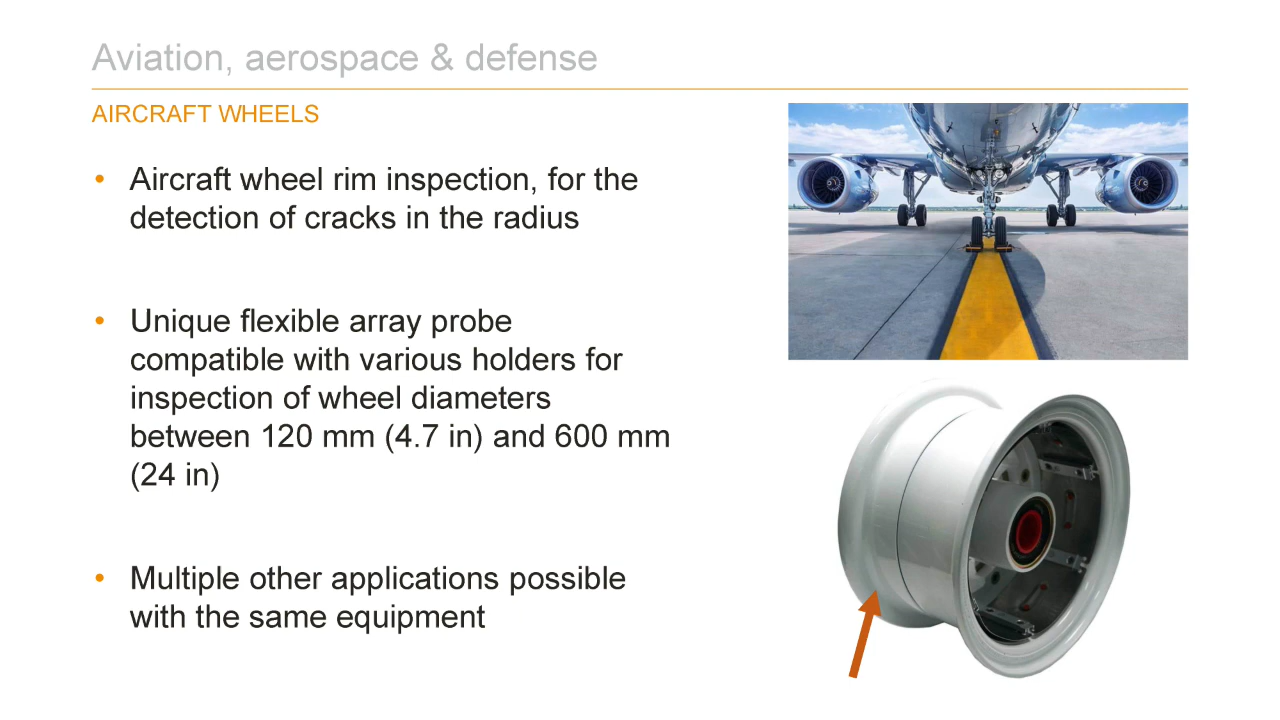 Aviation, aerospace & defense
AIRCRAFT WHEELS
• Aircraft wheel rim inspection, for the
detection of cracks in the radius
• Unique flexible array probe
compatible with various holders for
inspection of wheel diameters
between 120 mm (4.7 in) and 600 mm
(24 in)
• Multiple other applications possible
with the same equipment